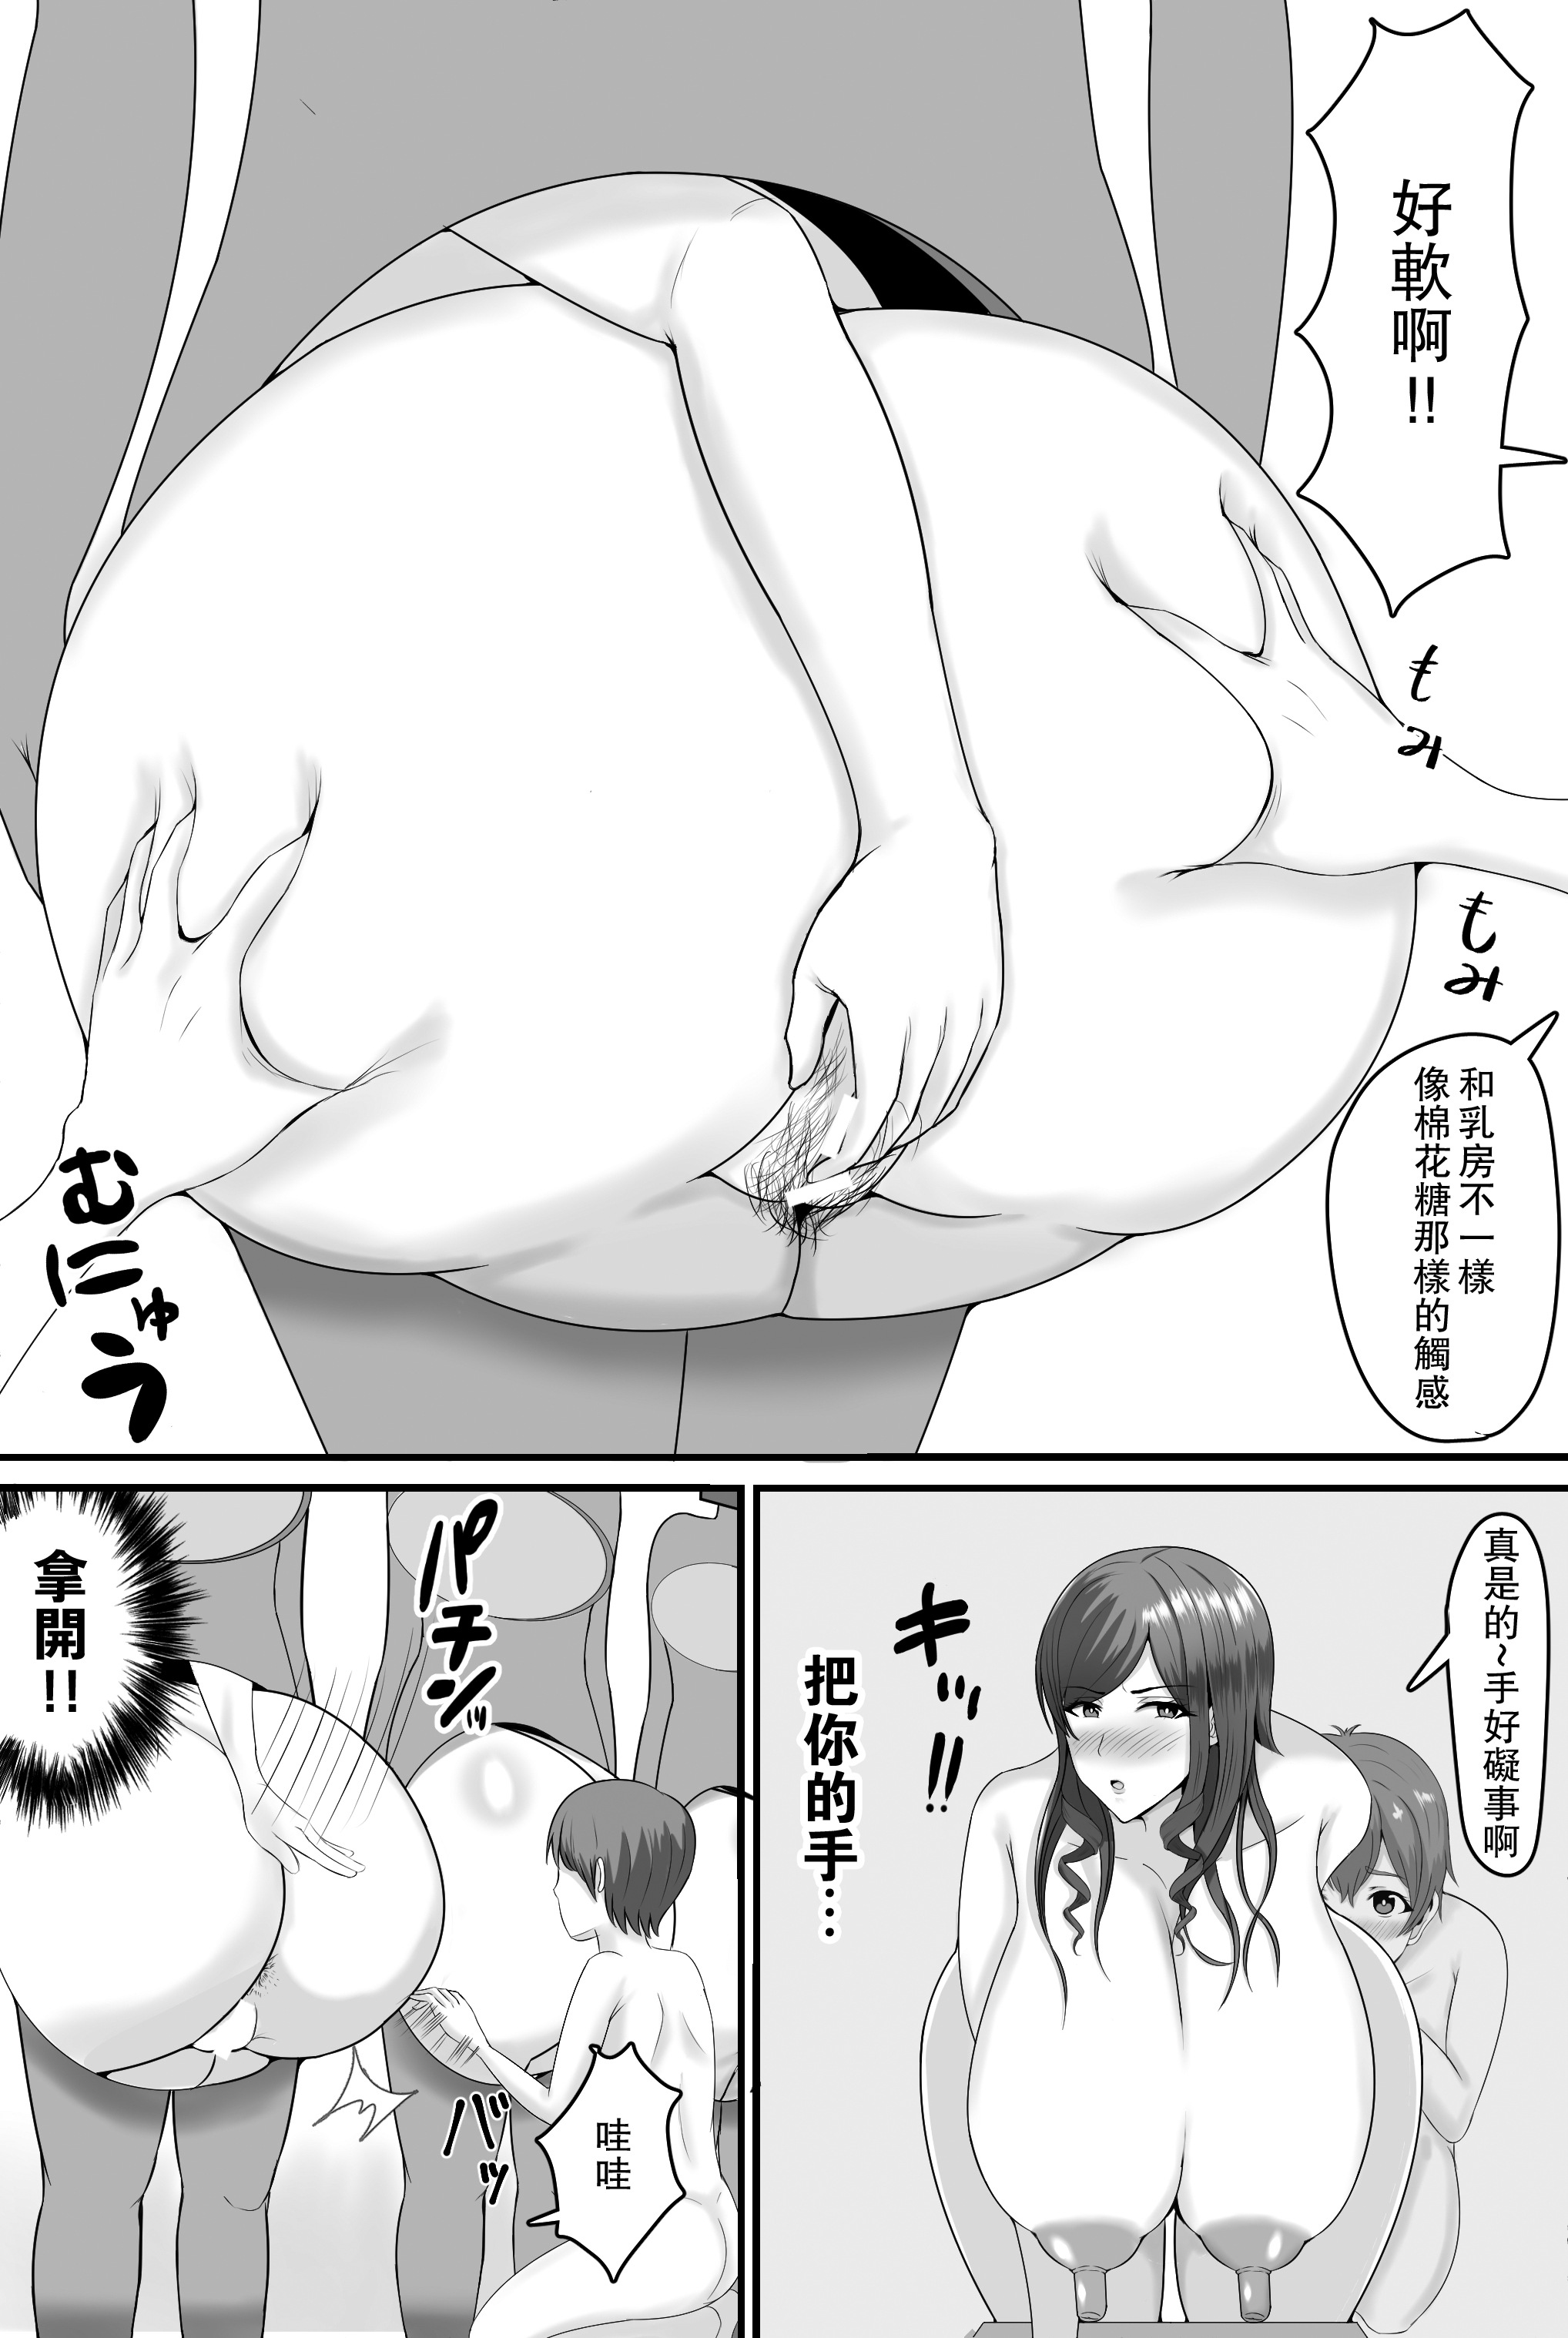 好軟啊!!
もみ
もみ
和乳房不一樣
像棉花糖那樣的觸感
むにゅう
真是的~手好礙事啊
キッ!!
把你的手…
パチンッ
拿開!!
バッ
哇哇